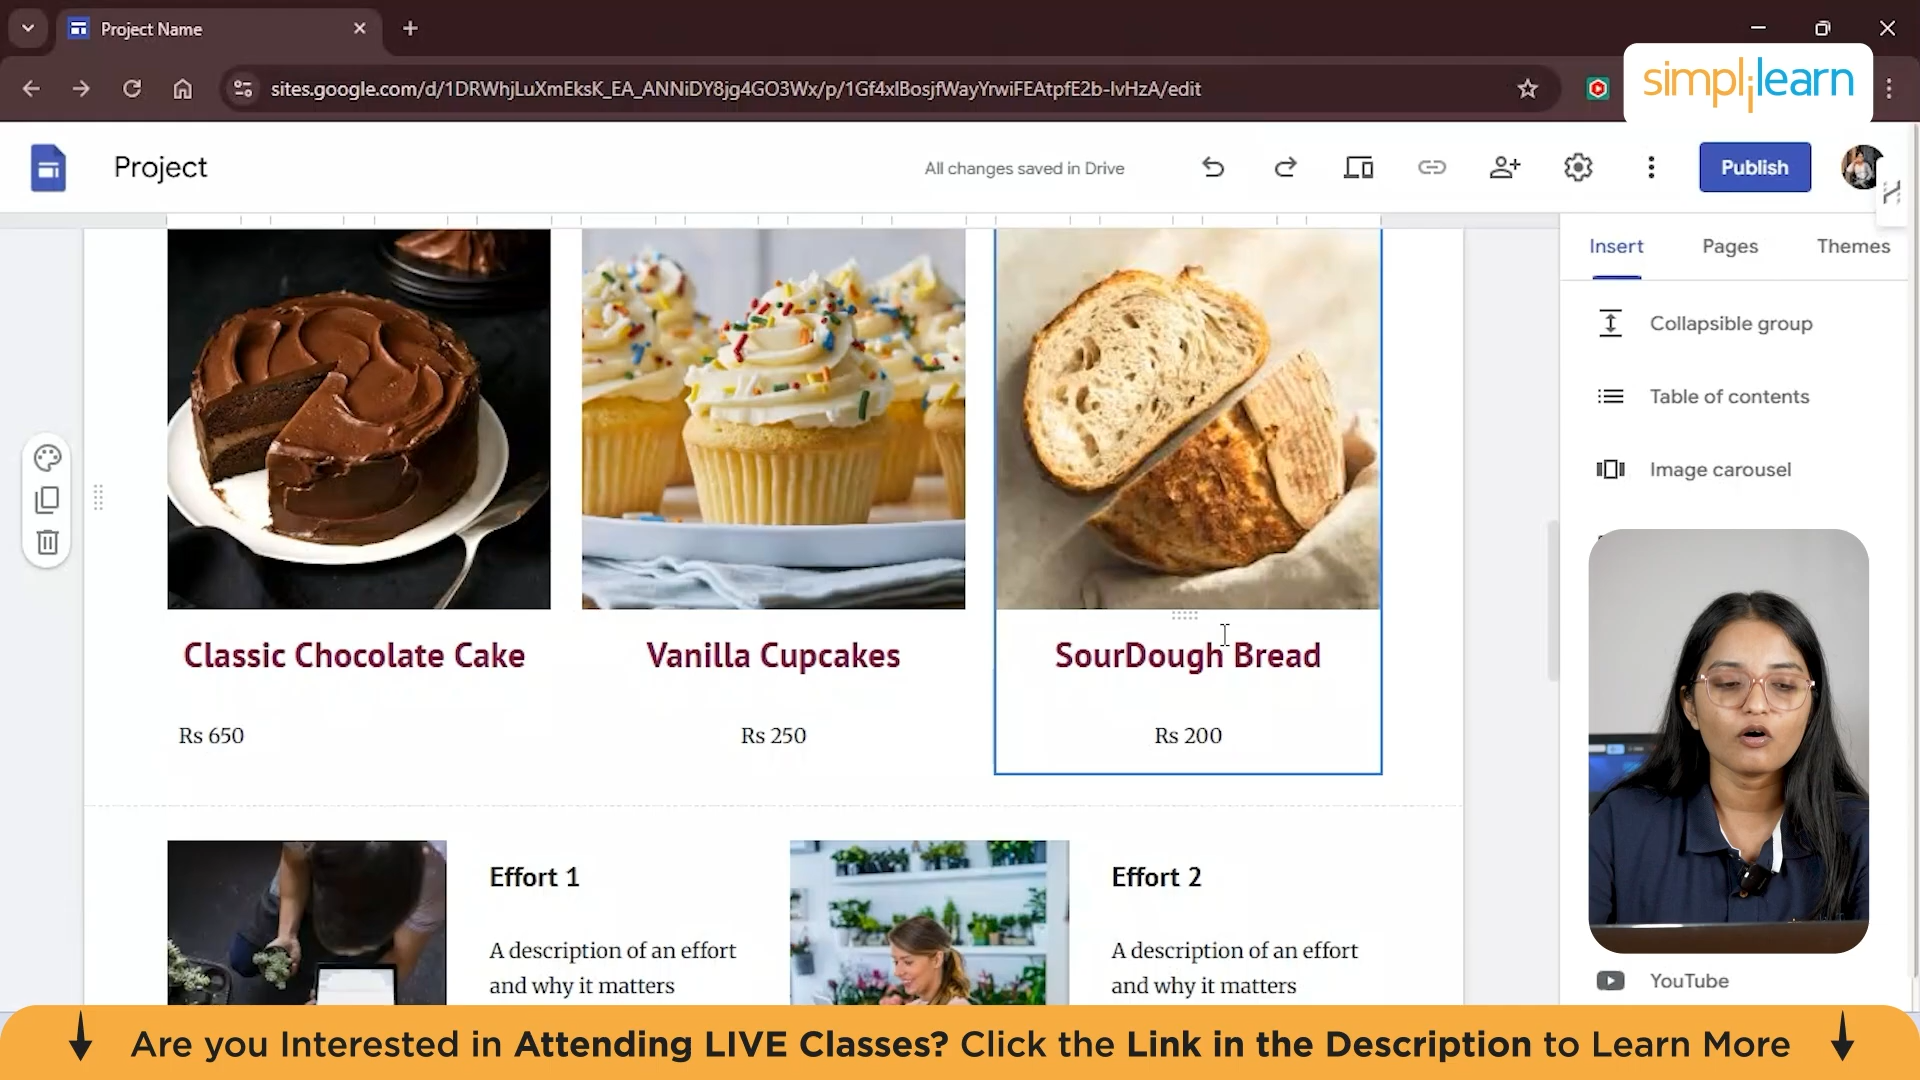 Project Name
sites.google.com/d/1DRWhjLuXmEksK_EA_ANNiDY8jg4GO3Wx/p/1Gf4xlBosjfWayYrwiFEAtpfE2b-lvHzA/edit
simplilearn
Project
All changes saved in Drive
Publish
Insert Pages Themes
Collapsible group
Table of contents
Image carousel
Classic Chocolate Cake
Vanilla Cupcakes
SourDough Bread
Rs 650
Rs 250
Rs 200
Effort 1
A description of an effort
and why it matters
Effort 2
A description of an effort
and why it matters
YouTube
Are you Interested in Attending LIVE Classes? Click the Link in the Description to Learn More